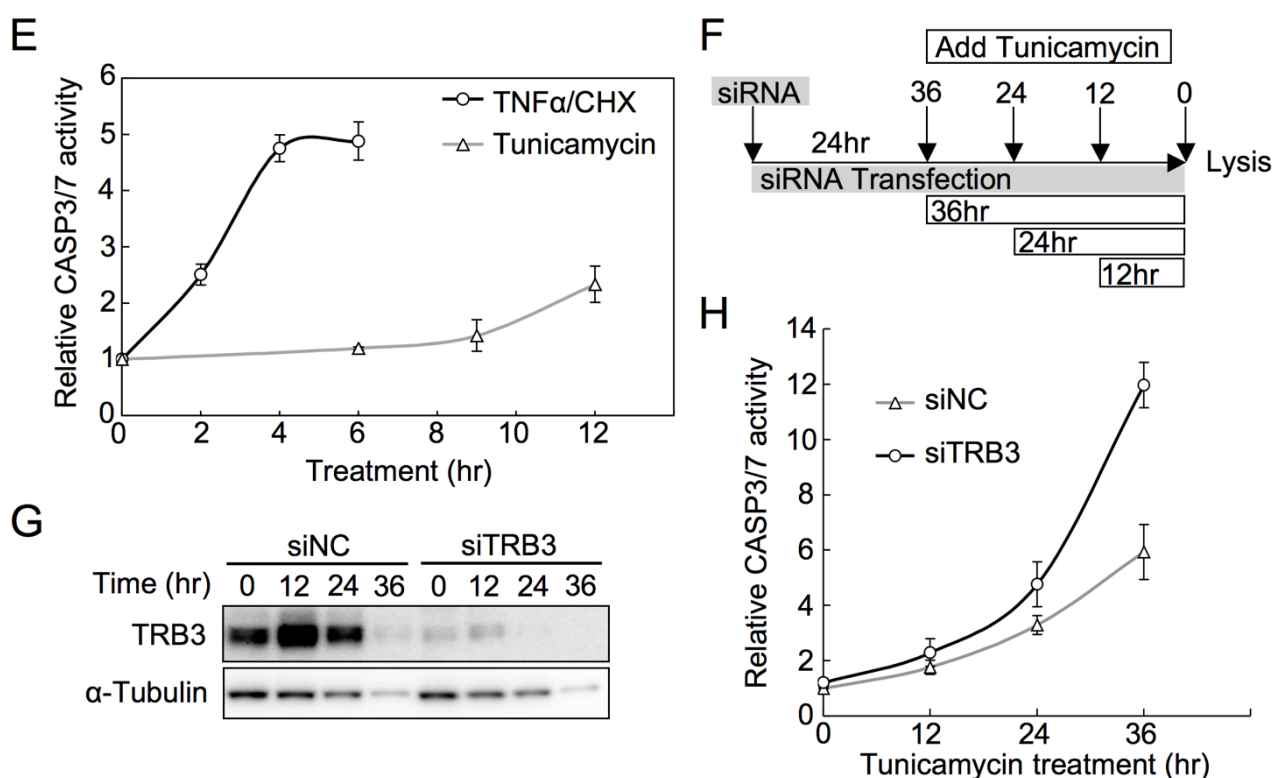 E
6
5
4
3
2
1
0
Relative CASP3/7 activity
TNFα/CHX
Tunicamycin
0 2 4 6 8 10 12
Treatment (hr)
F
Add Tunicamycin
siRNA 36 24 12 0
24hr
Lysis
siRNA Transfection
36hr
24hr
12hr
G
siNC siTRB3
Time (hr) 0 12 24 36 0 12 24 36
TRB3
α-Tubulin
H
14
12
10
8
6
4
2
0
Relative CASP3/7 activity
siNC
siTRB3
0 12 24 36
Tunicamycin treatment (hr)